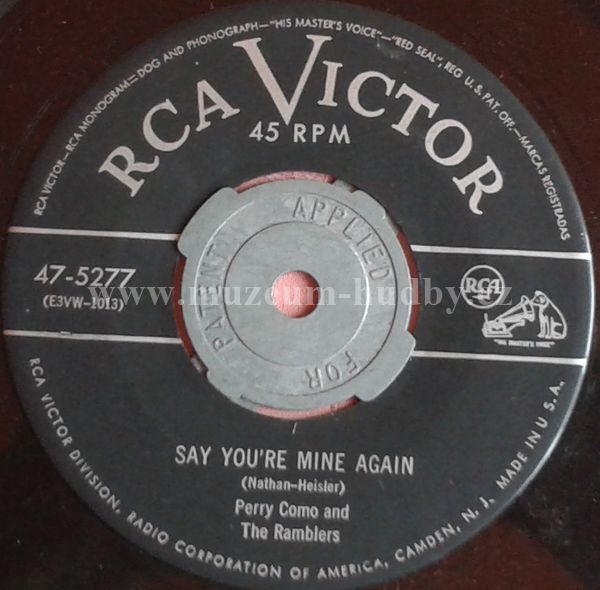 RCA VICTOR—RCA MONOGRAM—DOG AND PHONOGRAPH—"HIS MASTER'S VOICE"—"RED SEAL", REG U.S. PAT. OFF.—MARCAS REGISTRADAS
RCA VICTOR
45 RPM
PATENT APPLIED FOR
47-5277
(E3VW-1013)
RCA
"HIS MASTER'S VOICE"
www.muzeum-hudby.cz
SAY YOU'RE MINE AGAIN
(Nathan-Heisler)
Perry Como and
The Ramblers
RCA VICTOR DIVISION, RADIO CORPORATION OF AMERICA, CAMDEN, N. J. MADE IN U.S.A.